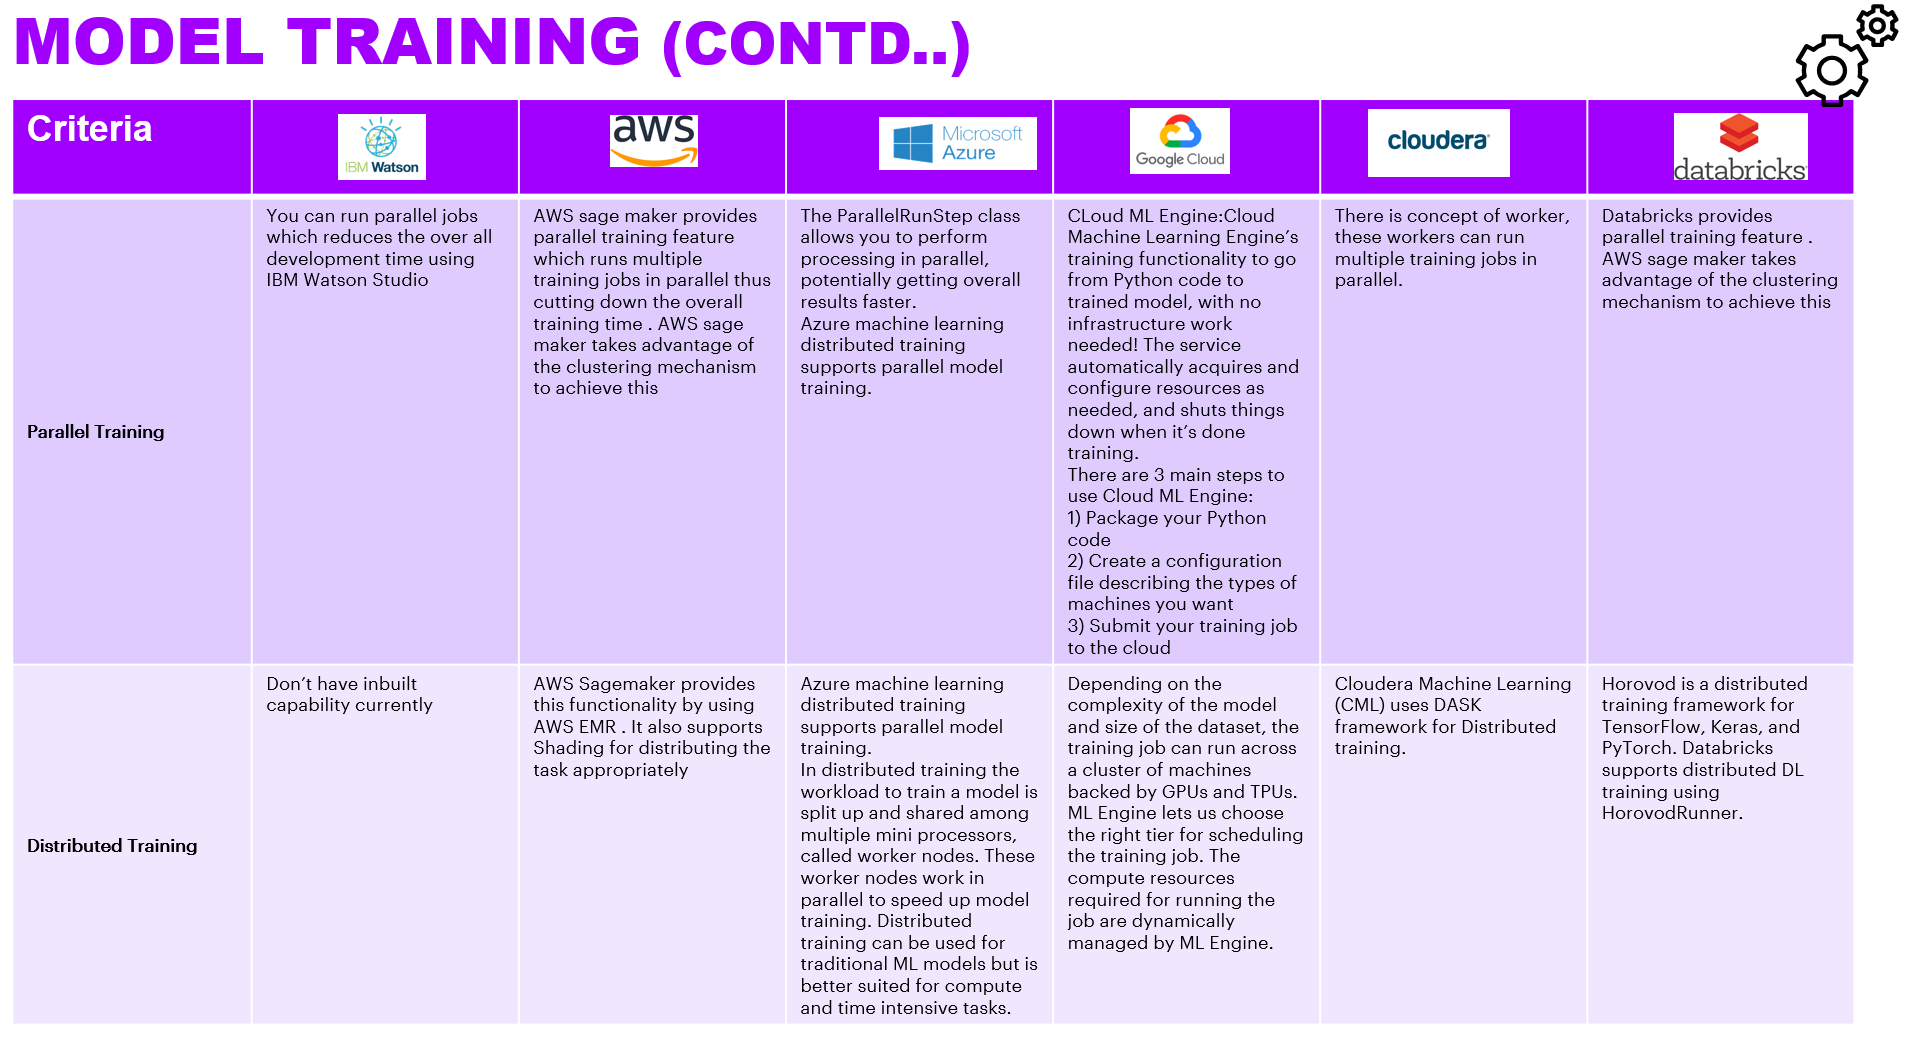 MODEL TRAINING (CONTD..)
Criteria
IBM Watson
aws
Microsoft
Azure
Google Cloud
cloudera
databricks
Parallel Training
You can run parallel jobs
which reduces the over all
development time using
IBM Watson Studio
AWS sage maker provides
parallel training feature
which runs multiple
training jobs in parallel thus
cutting down the overall
training time . AWS sage
maker takes advantage of
the clustering mechanism
to achieve this
The ParallelRunStep class
allows you to perform
processing in parallel,
potentially getting overall
results faster.
Azure machine learning
distributed training
supports parallel model
training.
CLoud ML Engine:Cloud
Machine Learning Engine’s
training functionality to go
from Python code to
trained model, with no
infrastructure work
needed! The service
automatically acquires and
configure resources as
needed, and shuts things
down when it’s done
training.
There are 3 main steps to
use Cloud ML Engine:
1) Package your Python
code
2) Create a configuration
file describing the types of
machines you want
3) Submit your training job
to the cloud
There is concept of worker,
these workers can run
multiple training jobs in
parallel.
Databricks provides
parallel training feature .
AWS sage maker takes
advantage of the clustering
mechanism to achieve this
Distributed Training
Don’t have inbuilt
capability currently
AWS Sagemaker provides
this functionality by using
AWS EMR . It also supports
Shading for distributing the
task appropriately
Azure machine learning
distributed training
supports parallel model
training.
In distributed training the
workload to train a model is
split up and shared among
multiple mini processors,
called worker nodes. These
worker nodes work in
parallel to speed up model
training. Distributed
training can be used for
traditional ML models but is
better suited for compute
and time intensive tasks.
Depending on the
complexity of the model
and size of the dataset, the
training job can run across
a cluster of machines
backed by GPUs and TPUs.
ML Engine lets us choose
the right tier for scheduling
the training job. The
compute resources
required for running the
job are dynamically
managed by ML Engine.
Cloudera Machine Learning
(CML) uses DASK
framework for Distributed
training.
Horovod is a distributed
training framework for
TensorFlow, Keras, and
PyTorch. Databricks
supports distributed DL
training using
HorovodRunner.